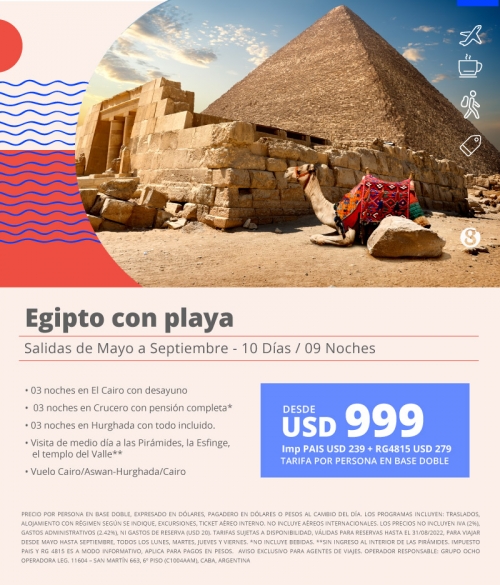 8
Egipto con playa
Salidas de Mayo a Septiembre - 10 Días / 09 Noches
• 03 noches en El Cairo con desayuno
• 03 noches en Crucero con pensión completa*
• 03 noches en Hurghada con todo incluido.
• Visita de medio día a las Pirámides, la Esfinge,
el templo del Valle**
• Vuelo Cairo/Aswan-Hurghada/Cairo
DESDE
USD 999
Imp PAIS USD 239 + RG4815 USD 279
TARIFA POR PERSONA EN BASE DOBLE
PRECIO POR PERSONA EN BASE DOBLE, EXPRESADO EN DÓLARES, PAGADERO EN DÓLARES O PESOS AL CAMBIO DEL DÍA. LOS PROGRAMAS INCLUYEN: TRASLADOS,
ALOJAMIENTO CON RÉGIMEN SEGÚN SE INDIQUE, EXCURSIONES, TICKET AÉREO INTERNO. NO INCLUYE AÉREOS INTERNACIONALES. LOS PRECIOS NO INCLUYEN IVA (2%),
GASTOS ADMINISTRATIVOS (2.42%), NI GASTOS DE RESERVA (USD 20). TARIFAS SUJETAS A DISPONIBILIDAD, VÁLIDAS PARA RESERVAS HASTA EL 31/08/2022, PARA VIAJAR
DESDE MAYO HASTA SEPTIEMBRE, TODOS LOS LUNES, MARTES, JUEVES Y VIERNES. *NO INCLUYE BEBIDAS. **SIN INGRESO AL INTERIOR DE LAS PIRÁMIDES. IMPUESTO
PAIS Y RG 4815 ES A MODO INFORMATIVO, APLICA PARA PAGOS EN PESOS. AVISO EXCLUSIVO PARA AGENTES DE VIAJES. OPERADOR RESPONSABLE: GRUPO OCHO
OPERADORA LEG, 11604 – SAN MARTÍN 663, 6° PISO (C1004AAM), CABA, ARGENTINA